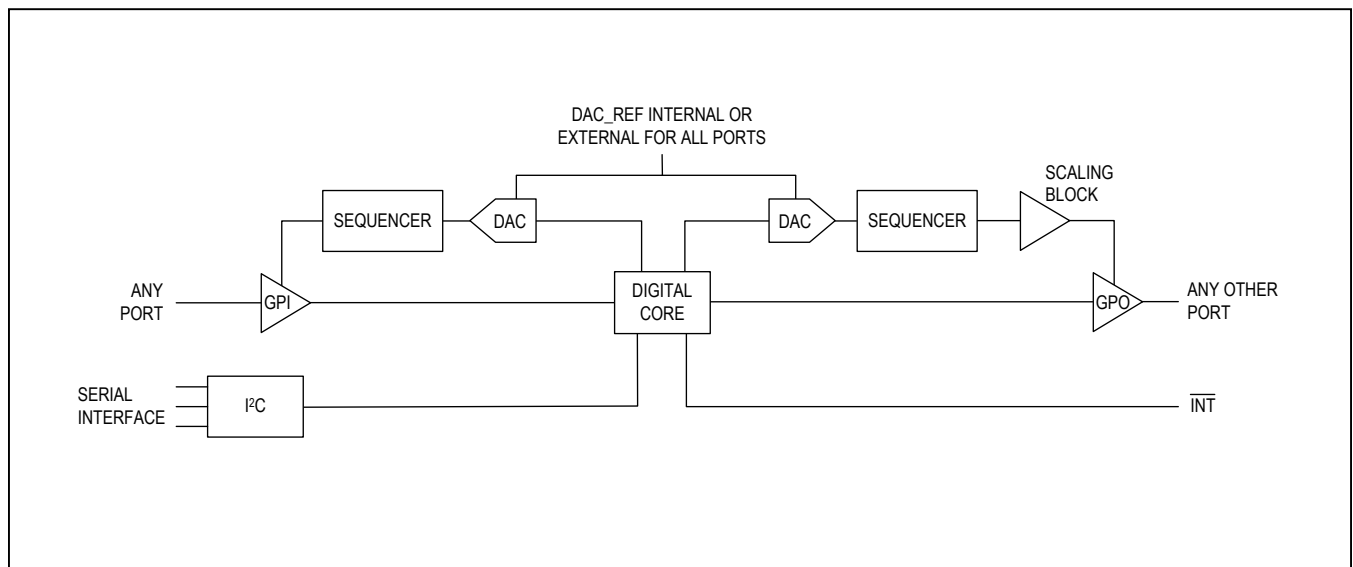 DAC_REF INTERNAL OR
EXTERNAL FOR ALL PORTS
SCALING
BLOCK
SEQUENCER
DAC
DAC
SEQUENCER
ANY
PORT
GPI
DIGITAL
CORE
GPO
ANY OTHER
PORT
SERIAL
INTERFACE
I²C
INT